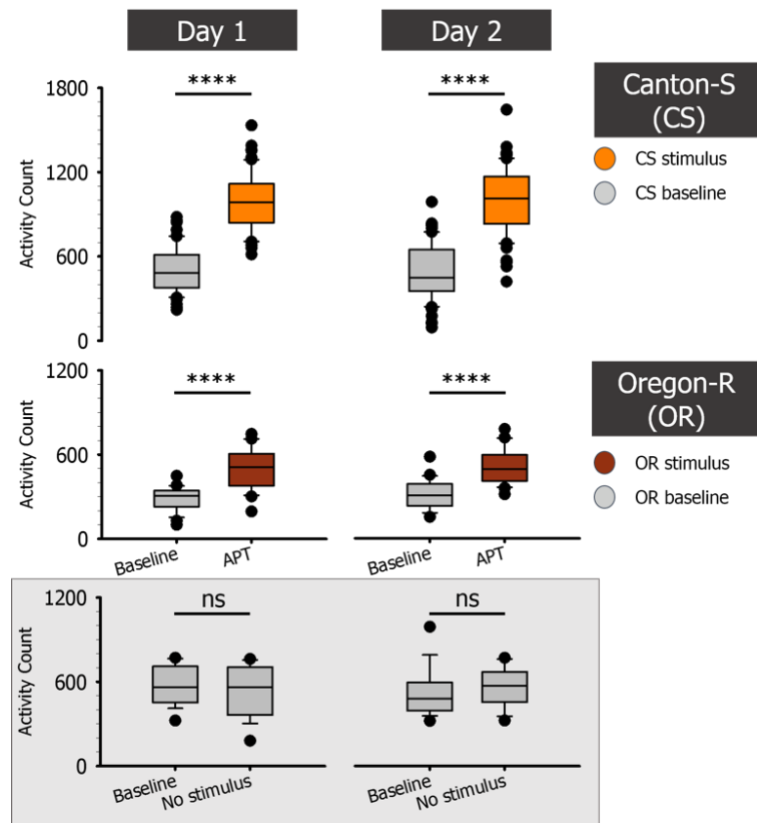 Day 1
Day 2
1800
1200
600
0
Activity Count
****
****
Canton-S
(CS)
CS stimulus
CS baseline
1200
600
0
Activity Count
****
****
Oregon-R
(OR)
OR stimulus
OR baseline
Baseline
APT
Baseline
APT
1200
600
0
Activity Count
ns
ns
Baseline
No stimulus
Baseline
No stimulus